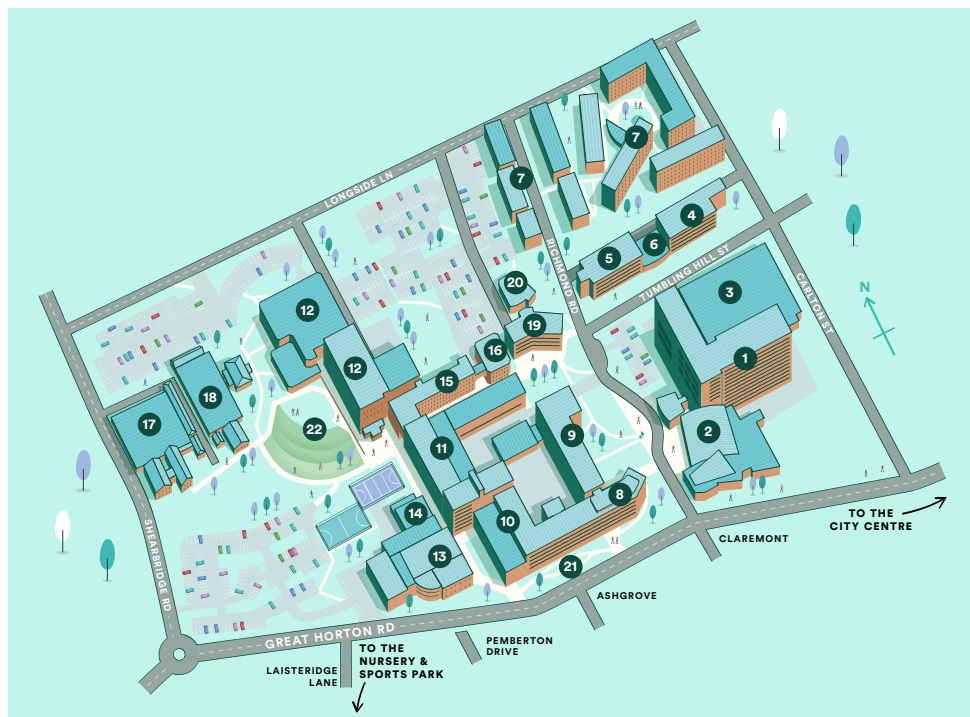 LONGSIDE LN
7
7
4
6
5
RICHMOND RD
TUMBLING HILL ST
3
CARLTON ST
N
20
12
19
16
1
12
15
18
17
22
11
9
2
8
14
10
13
21
SHEARBRIDGE RD
TO THE
CITY CENTRE
CLAREMONT
ASHGROVE
GREAT HORTON RD
PEMBERTON
DRIVE
TO THE
NURSERY &
SPORTS PARK
LAISTERIDGE
LANE